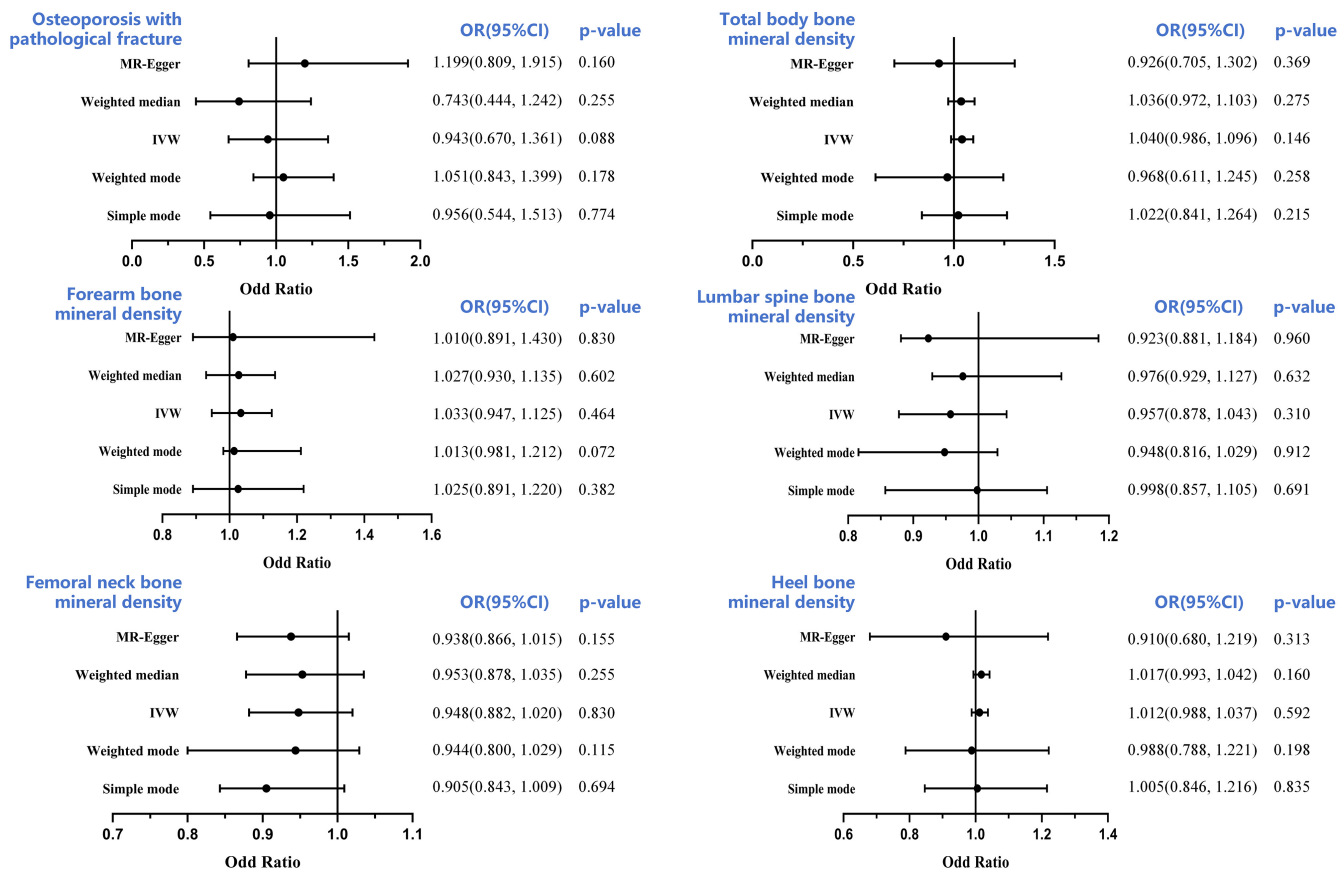 Osteoporosis with
pathological fracture
OR(95%CI) p-value
MR-Egger 1.199(0.809, 1.915) 0.160
Weighted median 0.743(0.444, 1.242) 0.255
IVW 0.943(0.670, 1.361) 0.088
Weighted mode 1.051(0.843, 1.399) 0.178
Simple mode 0.956(0.544, 1.513) 0.774
0.0 0.5 1.0 1.5 2.0
Odd Ratio
Total body bone
mineral density
OR(95%CI) p-value
MR-Egger 0.926(0.705, 1.302) 0.369
Weighted median 1.036(0.972, 1.103) 0.275
IVW 1.040(0.986, 1.096) 0.146
Weighted mode 0.968(0.611, 1.245) 0.258
Simple mode 1.022(0.841, 1.264) 0.215
0.0 0.5 1.0 1.5
Odd Ratio
Forearm bone
mineral density
OR(95%CI) p-value
MR-Egger 1.010(0.891, 1.430) 0.830
Weighted median 1.027(0.930, 1.135) 0.602
IVW 1.033(0.947, 1.125) 0.464
Weighted mode 1.013(0.981, 1.212) 0.072
Simple mode 1.025(0.891, 1.220) 0.382
0.8 1.0 1.2 1.4 1.6
Odd Ratio
Lumbar spine bone
mineral density
OR(95%CI) p-value
MR-Egger 0.923(0.881, 1.184) 0.960
Weighted median 0.976(0.929, 1.127) 0.632
IVW 0.957(0.878, 1.043) 0.310
Weighted mode 0.948(0.816, 1.029) 0.912
Simple mode 0.998(0.857, 1.105) 0.691
0.8 0.9 1.0 1.1 1.2
Odd Ratio
Femoral neck bone
mineral density
OR(95%CI) p-value
MR-Egger 0.938(0.866, 1.015) 0.155
Weighted median 0.953(0.878, 1.035) 0.255
IVW 0.948(0.882, 1.020) 0.830
Weighted mode 0.944(0.800, 1.029) 0.115
Simple mode 0.905(0.843, 1.009) 0.694
0.7 0.8 0.9 1.0 1.1
Odd Ratio
Heel bone
mineral density
OR(95%CI) p-value
MR-Egger 0.910(0.680, 1.219) 0.313
Weighted median 1.017(0.993, 1.042) 0.160
IVW 1.012(0.988, 1.037) 0.592
Weighted mode 0.988(0.788, 1.221) 0.198
Simple mode 1.005(0.846, 1.216) 0.835
0.6 0.8 1.0 1.2 1.4
Odd Ratio